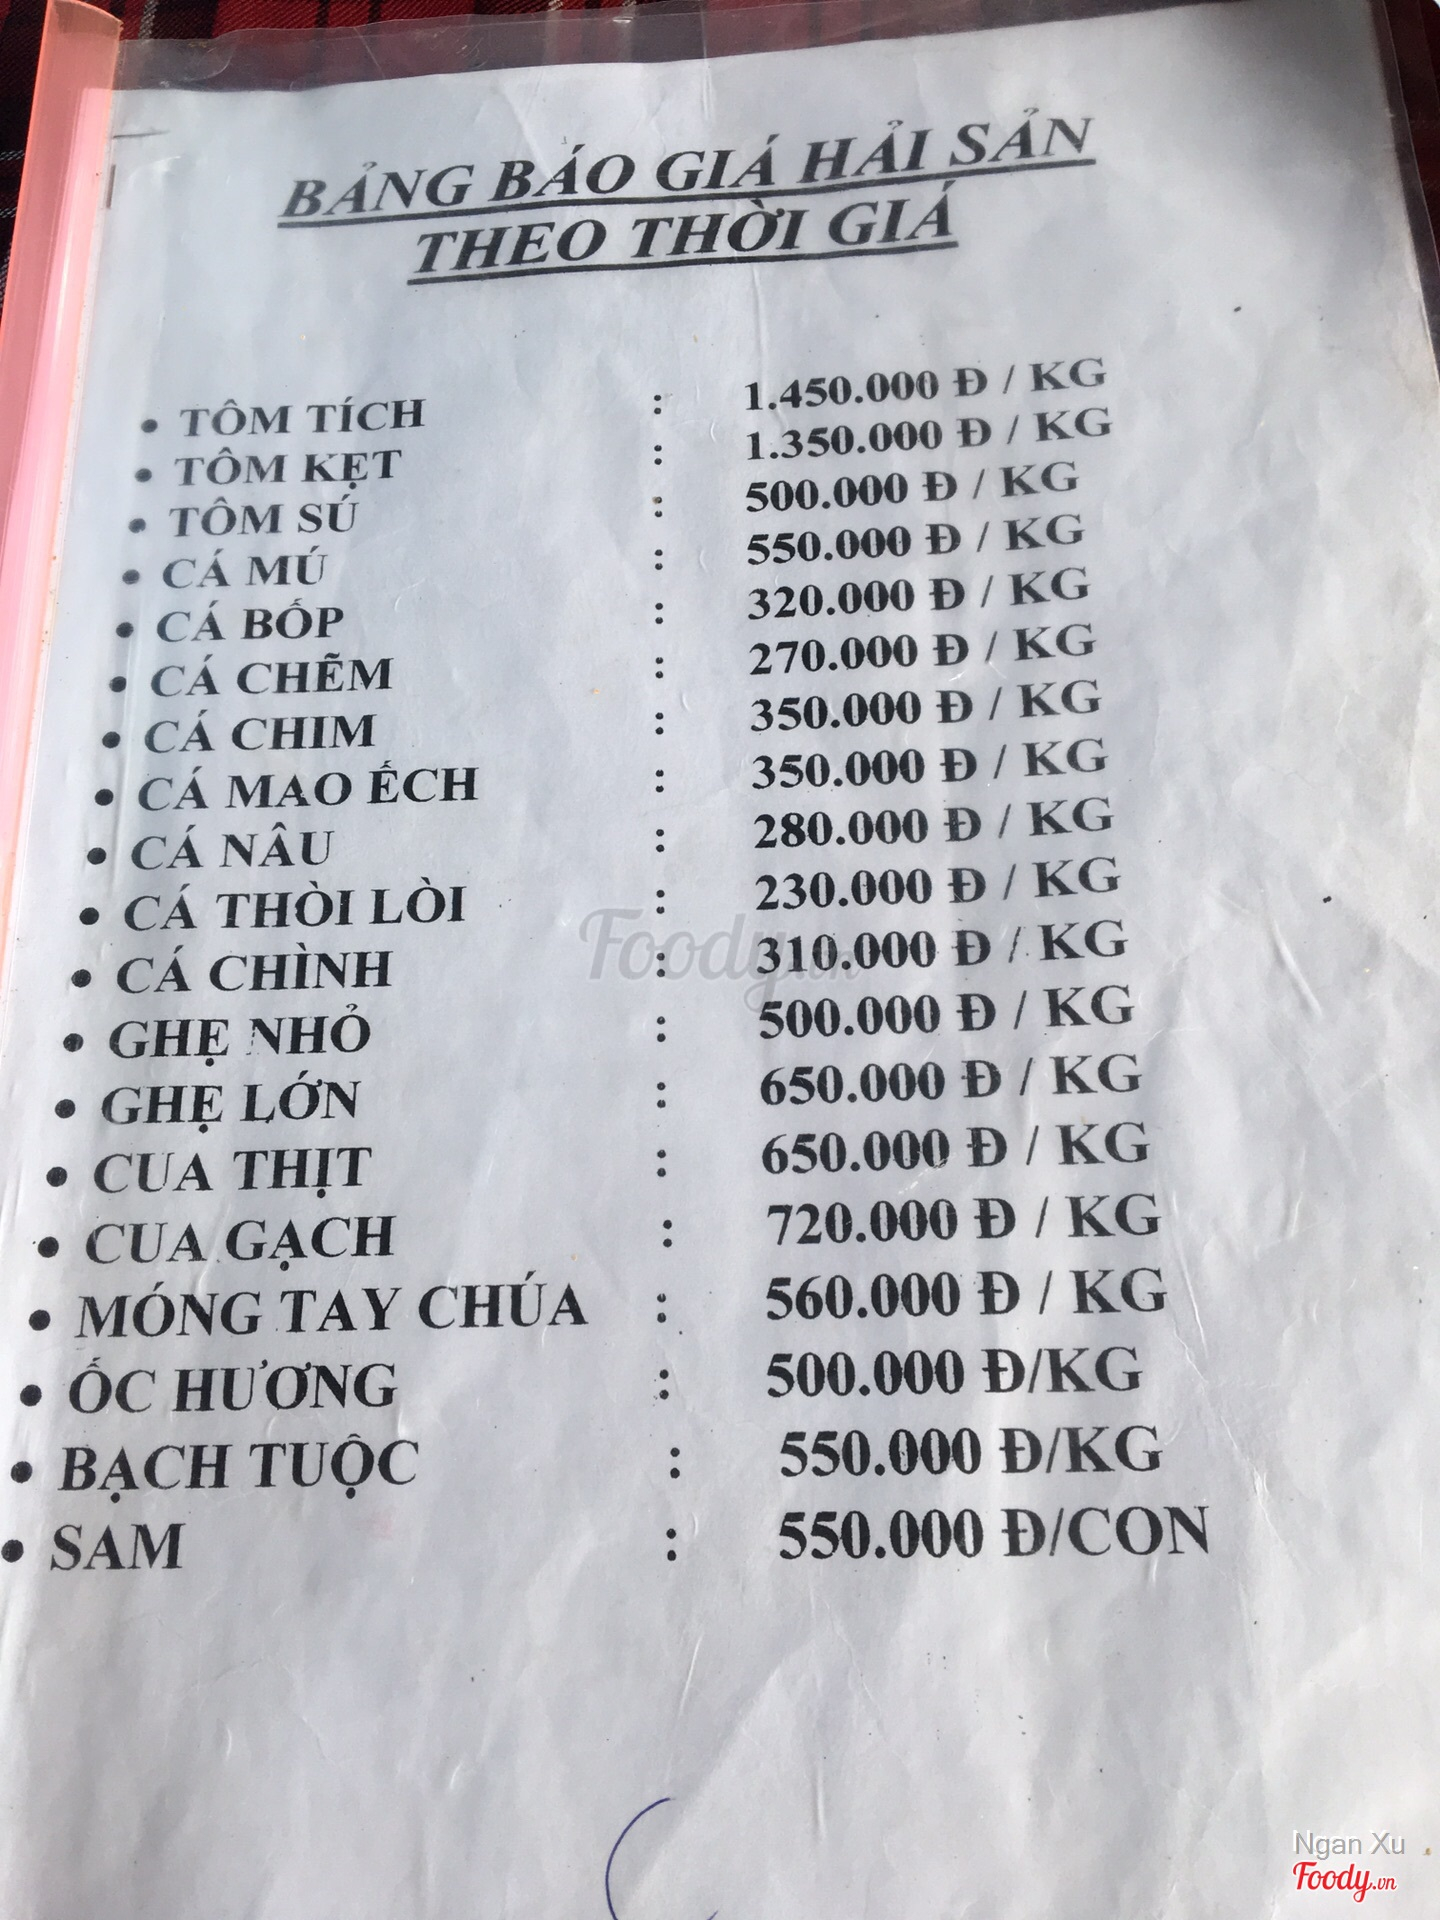 BẢNG BÁO GIÁ HẢI SẢN
THEO THỜI GIÁ
• TÔM TÍCH : 1.450.000 Đ / KG
• TÔM KẸT : 1.350.000 Đ / KG
• TÔM SÚ : 500.000 Đ / KG
• CÁ MÚ : 550.000 Đ / KG
• CÁ BỐP : 320.000 Đ / KG
• CÁ CHẼM : 270.000 Đ / KG
• CÁ CHIM : 350.000 Đ / KG
• CÁ MAO ẾCH : 350.000 Đ / KG
• CÁ NÂU : 280.000 Đ / KG
• CÁ THÒI LÒI : 230.000 Đ / KG
• CÁ CHÌNH : 310.000 Đ / KG
• GHẸ NHỎ : 500.000 Đ / KG
• GHẸ LỚN : 650.000 Đ / KG
• CUA THỊT : 650.000 Đ / KG
• CUA GẠCH : 720.000 Đ / KG
• MÓNG TAY CHÚA : 560.000 Đ / KG
• ỐC HƯƠNG : 500.000 Đ/KG
• BẠCH TUỘC : 550.000 Đ/KG
• SAM : 550.000 Đ/CON
Foody.vn
Ngan Xu
Foody.vn